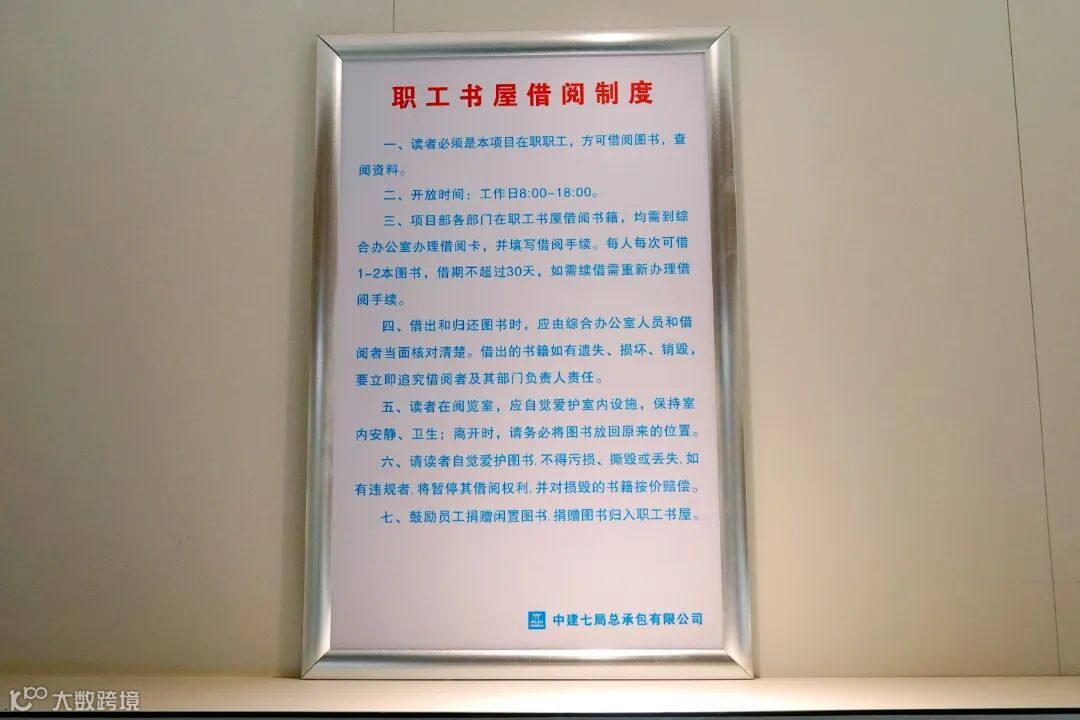 职工书屋借阅制度
一、读者必须是本项目在职职工，方可借阅图书，查
阅资料。
二、开放时间：工作日8:00-18:00。
三、项目部各部门在职工书屋借阅书籍，均需到综
合办公室办理借阅卡，并填写借阅手续。每人每次可借
1-2本图书，借期不超过30天，如需续借需重新办理借
阅手续。
四、借出和归还图书时，应由综合办公室人员和借
阅者当面核对清楚。借出的书籍如有遗失、损坏、销毁，
要立即追究借阅者及其部门负责人责任。
五、读者在阅览室，应自觉爱护室内设施，保持室
内安静、卫生；离开时，请务必将图书放回原来的位置。
六、请读者自觉爱护图书,不得污损、撕毁或丢失,如
有违规者,将暂停其借阅权利,并对损毁的书籍按价赔偿。
七、鼓励员工捐赠闲置图书,捐赠图书归入职工书屋。
中建七局总承包有限公司
大数跨境